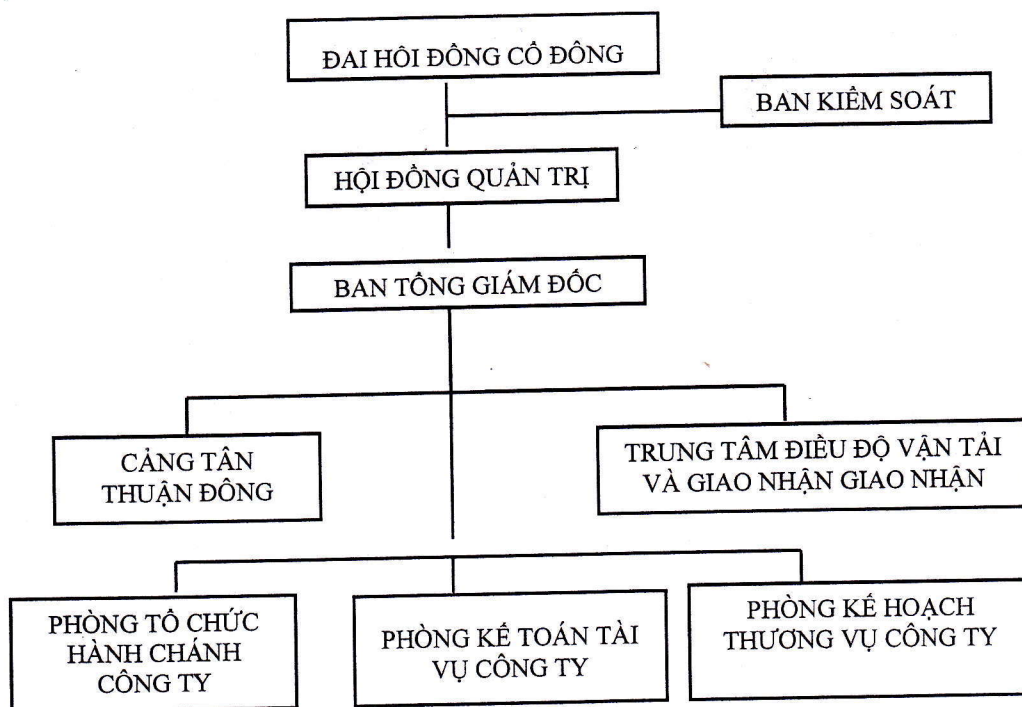 ĐẠI HỘI ĐỒNG CỔ ĐÔNG
BAN KIỂM SOÁT
HỘI ĐỒNG QUẢN TRỊ
BAN TỔNG GIÁM ĐỐC
CẢNG TÂN
THUẬN ĐÔNG
TRUNG TÂM ĐIỀU ĐỘ VẬN TẢI
VÀ GIAO NHẬN GIAO NHẬN
PHÒNG TỔ CHỨC
HÀNH CHÁNH
CÔNG TY
PHÒNG KẾ TOÁN TÀI
VỤ CÔNG TY
PHÒNG KẾ HOẠCH
THƯƠNG VỤ CÔNG TY